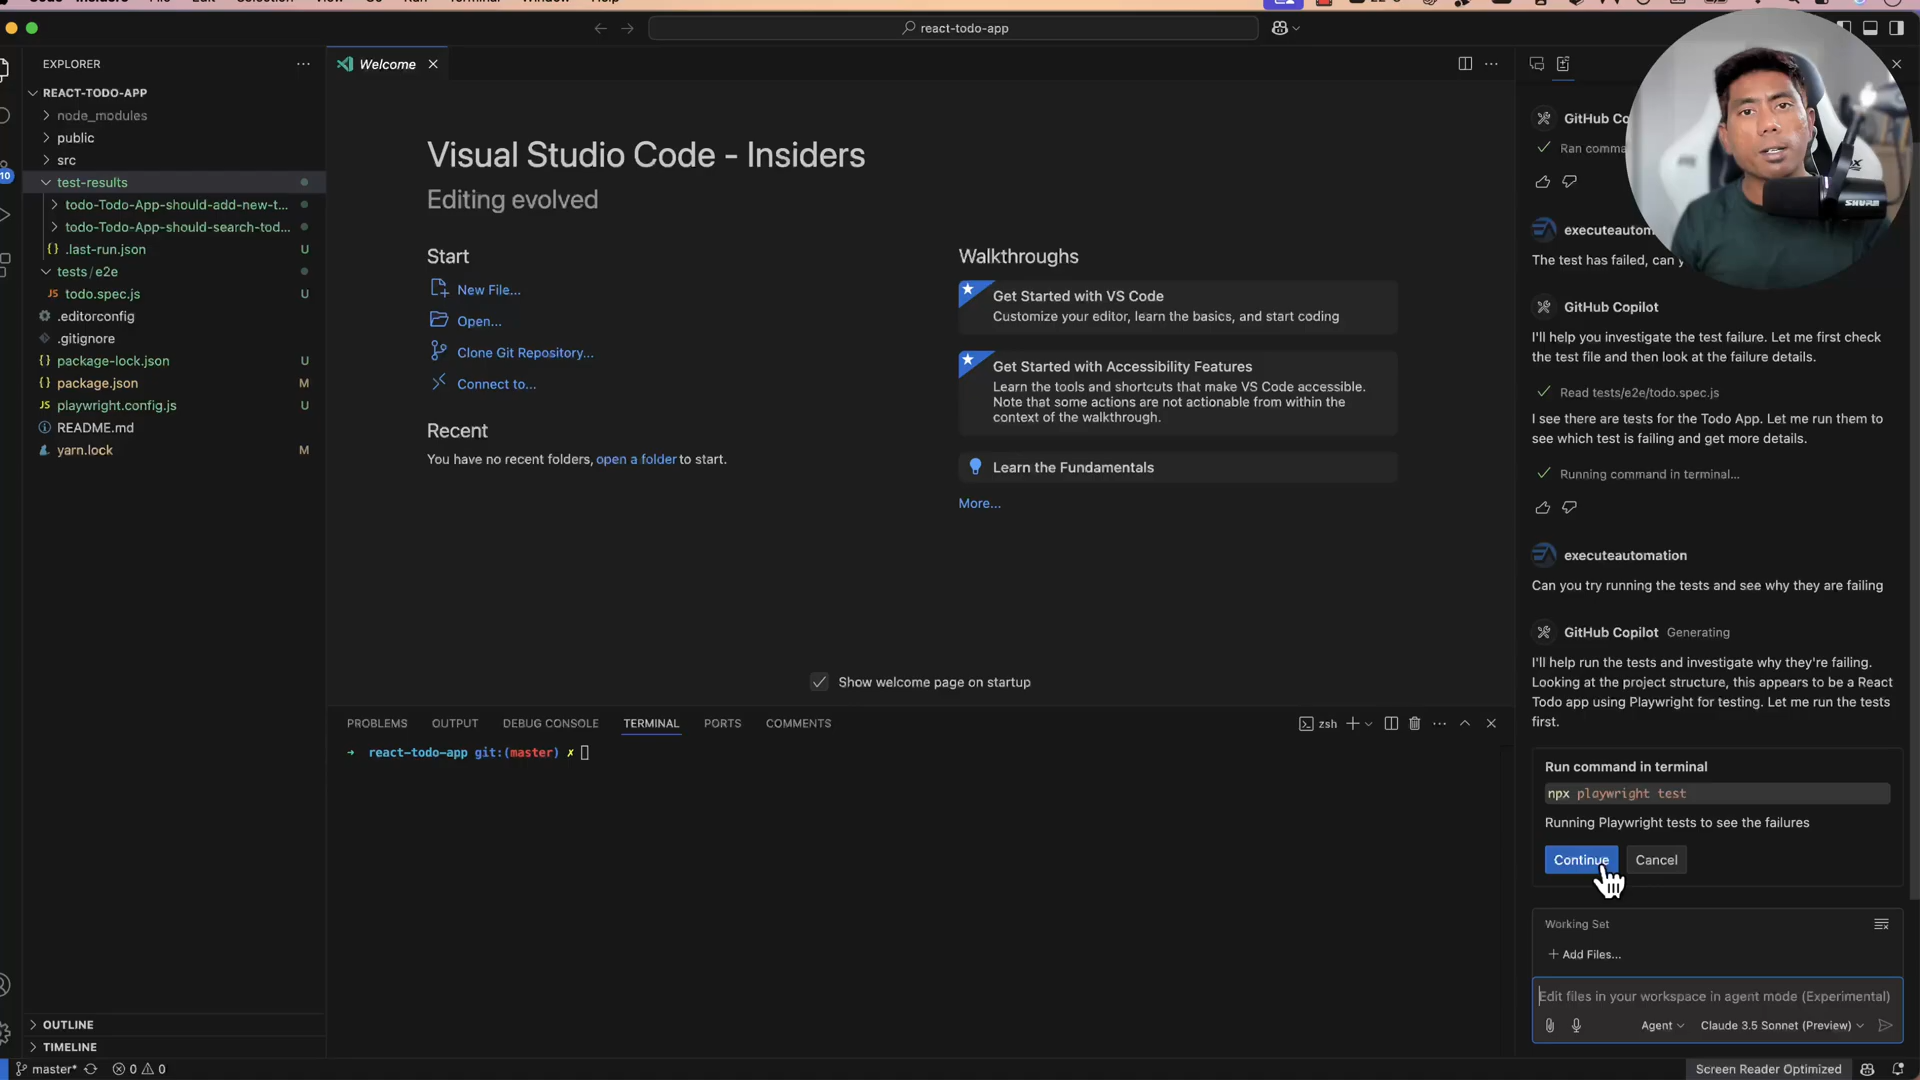 react-todo-app
EXPLORER
REACT-TODO-APP
node_modules
public
src
test-results
todo-Todo-App-should-add-new-t...
todo-Todo-App-should-search-tod...
{} .last-run.json U
tests/e2e
JS todo.spec.js U
.editorconfig
.gitignore
{} package-lock.json U
{} package.json M
JS playwright.config.js U
README.md
yarn.lock M
OUTLINE
TIMELINE
10
Welcome
Visual Studio Code - Insiders
Editing evolved
Start
New File...
Open...
Clone Git Repository...
Connect to...
Recent
You have no recent folders, open a folder to start.
Walkthroughs
Get Started with VS Code
Customize your editor, learn the basics, and start coding
Get Started with Accessibility Features
Learn the tools and shortcuts that make VS Code accessible.
Note that some actions are not actionable from within the
context of the walkthrough.
Learn the Fundamentals
More...
Show welcome page on startup
PROBLEMS OUTPUT DEBUG CONSOLE TERMINAL PORTS COMMENTS
zsh
react-todo-app git:(master) ✗
GitHub Co
Ran comma
executeautom
The test has failed, can y
GitHub Copilot
I'll help you investigate the test failure. Let me first check
the test file and then look at the failure details.
Read tests/e2e/todo.spec.js
I see there are tests for the Todo App. Let me run them to
see which test is failing and get more details.
Running command in terminal...
executeautomation
Can you try running the tests and see why they are failing
GitHub Copilot Generating
I'll help run the tests and investigate why they're failing.
Looking at the project structure, this appears to be a React
Todo app using Playwright for testing. Let me run the tests
first.
Run command in terminal
npx playwright test
Running Playwright tests to see the failures
Continue Cancel
Working Set
+ Add Files...
Edit files in your workspace in agent mode (Experimental)
Agent Claude 3.5 Sonnet (Preview)
SHURE
master* 0 0
Screen Reader Optimized